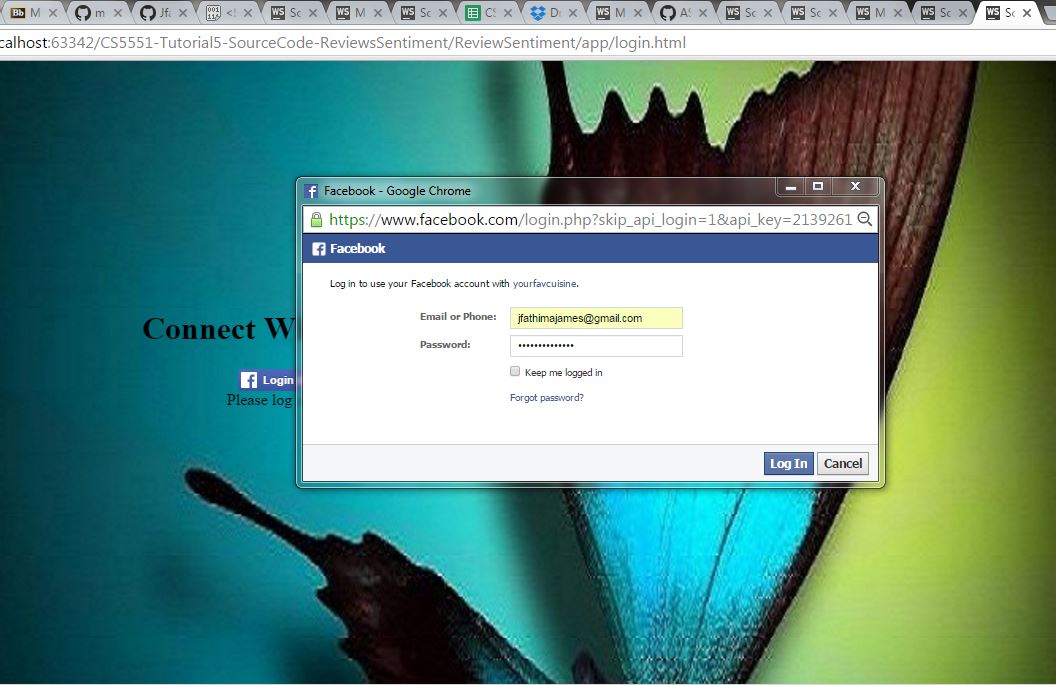 Bb M
m
Jfa
<!
Sc
M
Sc
CS
Dr
M
AS
Sc
Sc
M
Sc
Sc
calhost:63342/CS5551-Tutorial5-SourceCode-ReviewsSentiment/ReviewSentiment/app/login.html
Facebook - Google Chrome
https://www.facebook.com/login.php?skip_api_login=1&api_key=2139261
Facebook
Log in to use your Facebook account with yourfavcuisine.
Email or Phone: jfathimajames@gmail.com
Password: ••••••••••••••
Keep me logged in
Forgot password?
Log In Cancel
Connect W
Login
Please log